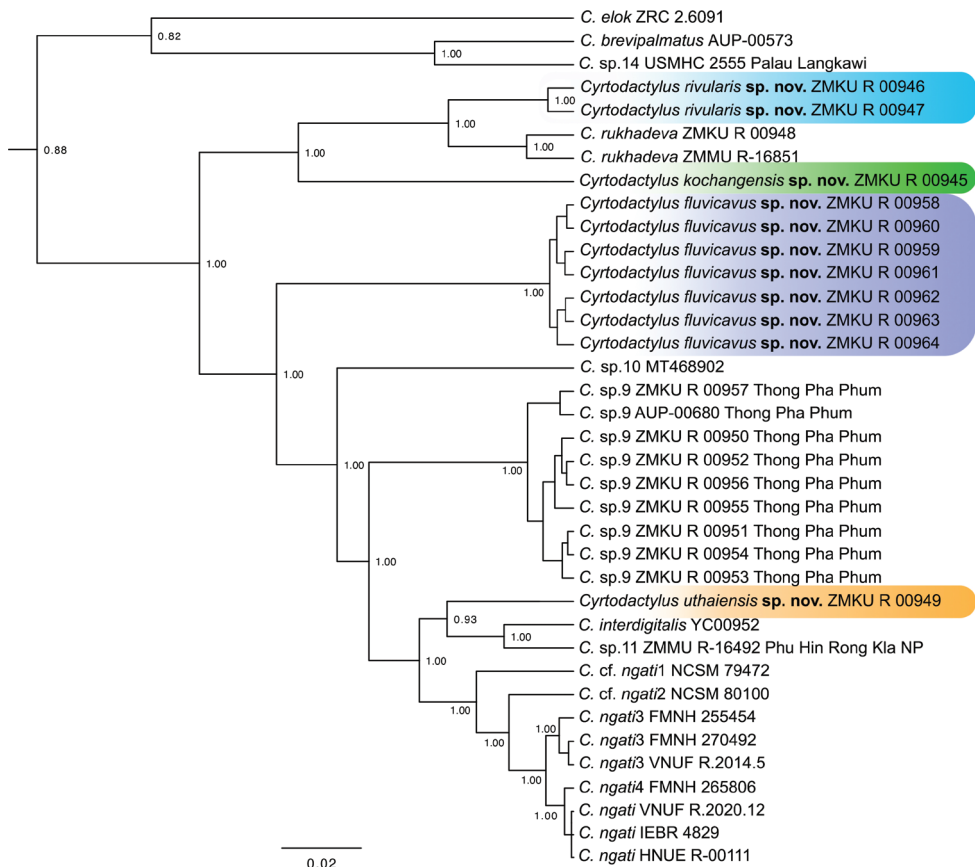 C. elok ZRC 2.6091
0.82
C. brevipalmatus AUP-00573
1.00
C. sp.14 USMHC 2555 Palau Langkawi
Cyrtodactylus rivularis sp. nov. ZMKU R 00946
1.00
Cyrtodactylus rivularis sp. nov. ZMKU R 00947
1.00
C. rukhadeva ZMKU R 00948
1.00
0.88
1.00
C. rukhadeva ZMMU R-16851
Cyrtodactylus kochangensis sp. nov. ZMKU R 00945
Cyrtodactylus fluvicavus sp. nov. ZMKU R 00958
Cyrtodactylus fluvicavus sp. nov. ZMKU R 00960
Cyrtodactylus fluvicavus sp. nov. ZMKU R 00959
1.00
Cyrtodactylus fluvicavus sp. nov. ZMKU R 00961
1.00
Cyrtodactylus fluvicavus sp. nov. ZMKU R 00962
Cyrtodactylus fluvicavus sp. nov. ZMKU R 00963
Cyrtodactylus fluvicavus sp. nov. ZMKU R 00964
C. sp.10 MT468902
1.00
C. sp.9 ZMKU R 00957 Thong Pha Phum
C. sp.9 AUP-00680 Thong Pha Phum
C. sp.9 ZMKU R 00950 Thong Pha Phum
C. sp.9 ZMKU R 00952 Thong Pha Phum
1.00
1.00
C. sp.9 ZMKU R 00956 Thong Pha Phum
C. sp.9 ZMKU R 00955 Thong Pha Phum
C. sp.9 ZMKU R 00951 Thong Pha Phum
C. sp.9 ZMKU R 00954 Thong Pha Phum
1.00
C. sp.9 ZMKU R 00953 Thong Pha Phum
Cyrtodactylus uthaiensis sp. nov. ZMKU R 00949
0.93
C. interdigitalis YC00952
1.00
C. sp.11 ZMMU R-16492 Phu Hin Rong Kla NP
1.00
C. cf. ngati1 NCSM 79472
C. cf. ngati2 NCSM 80100
1.00
C. ngati3 FMNH 255454
1.00
1.00
C. ngati3 FMNH 270492
C. ngati3 VNUF R.2014.5
1.00
C. ngati4 FMNH 265806
C. ngati VNUF R.2020.12
1.00
C. ngati IEBR 4829
C. ngati HNUE R-00111
0.02